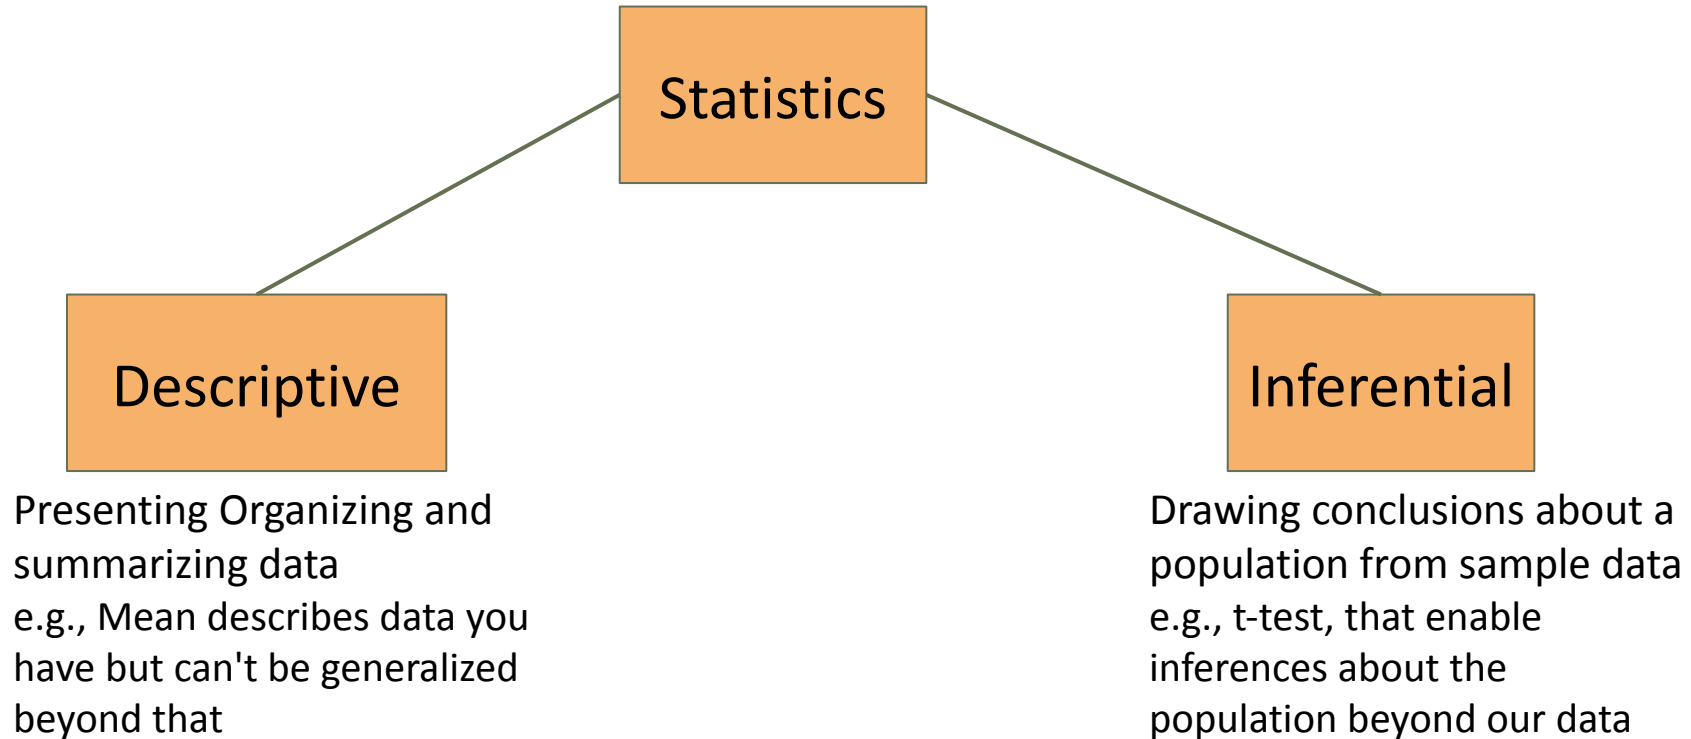 Statistics
Descriptive
Inferential
Presenting Organizing and
summarizing data
e.g., Mean describes data you
have but can't be generalized
beyond that
Drawing conclusions about a
population from sample data
e.g., t-test, that enable
inferences about the
population beyond our data